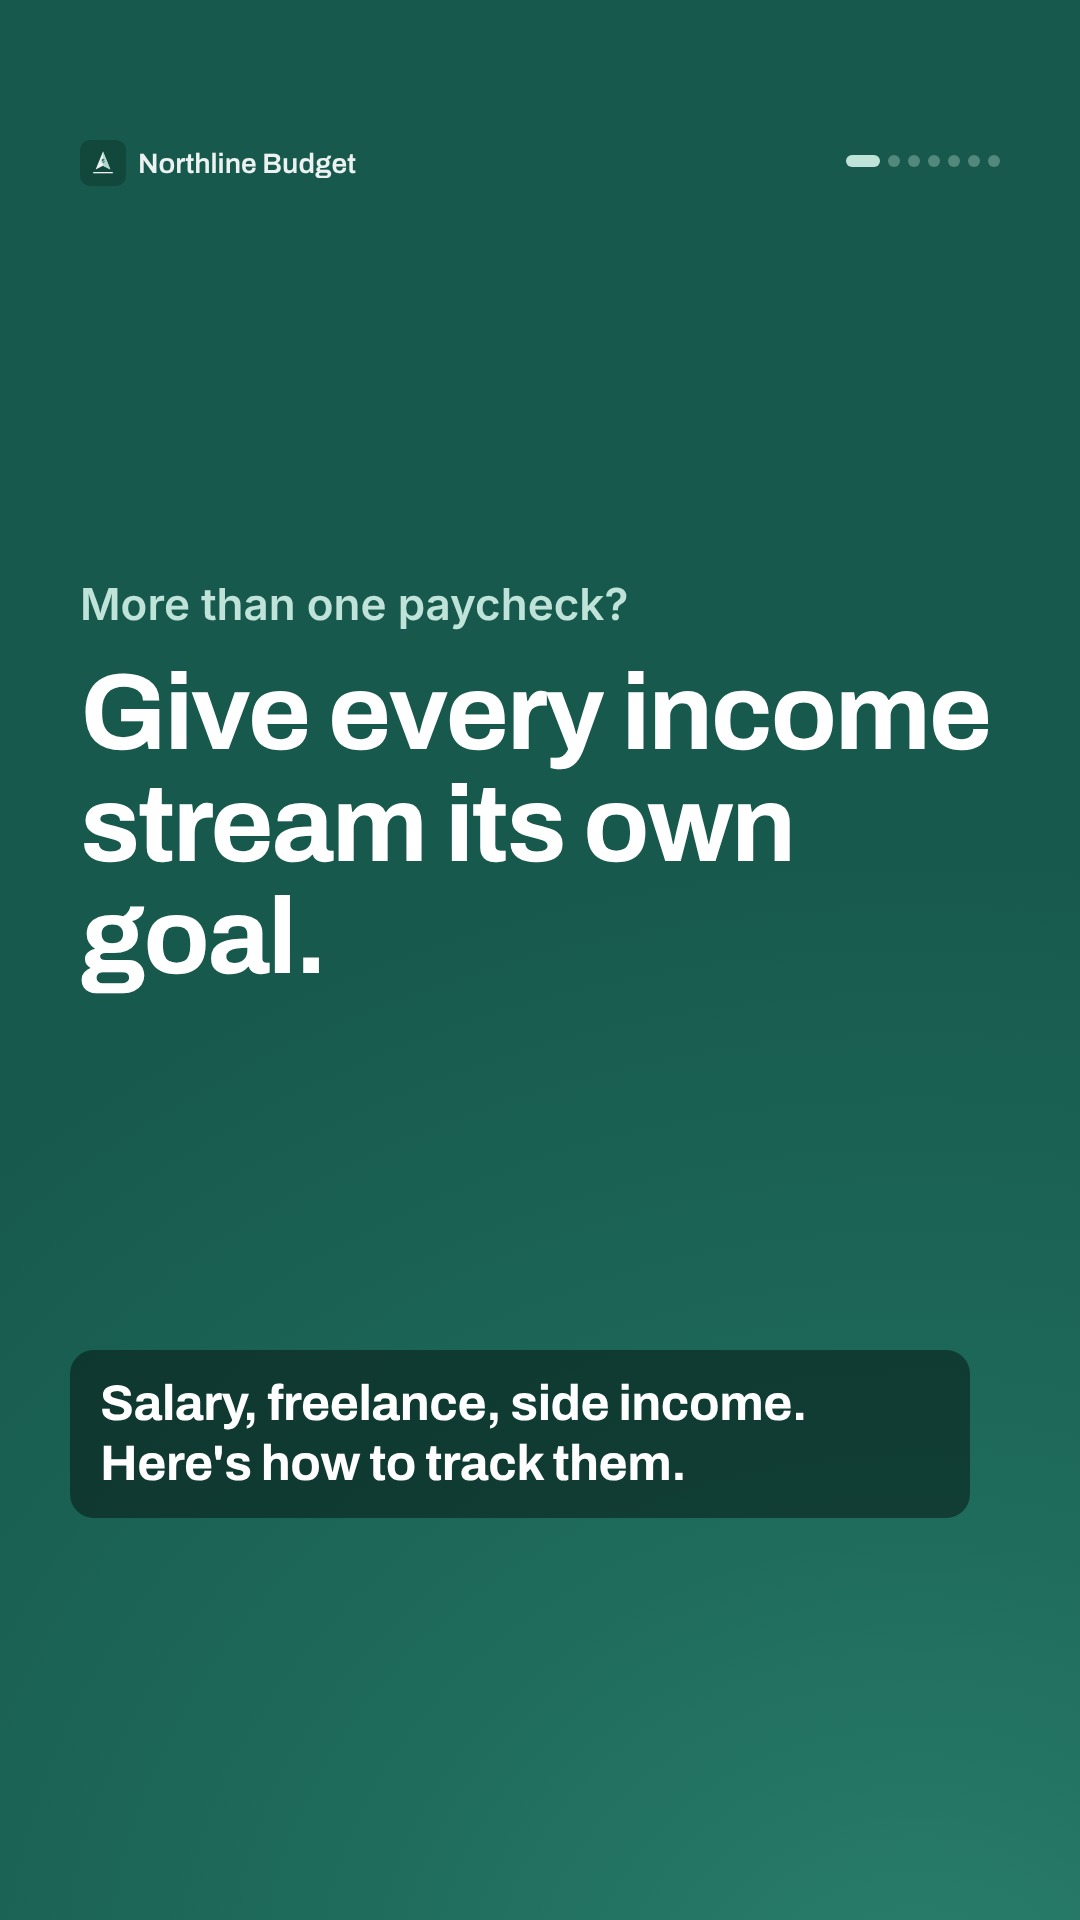 Northline Budget
More than one paycheck?
Give every income
stream its own
goal.
Salary, freelance, side income.
Here's how to track them.